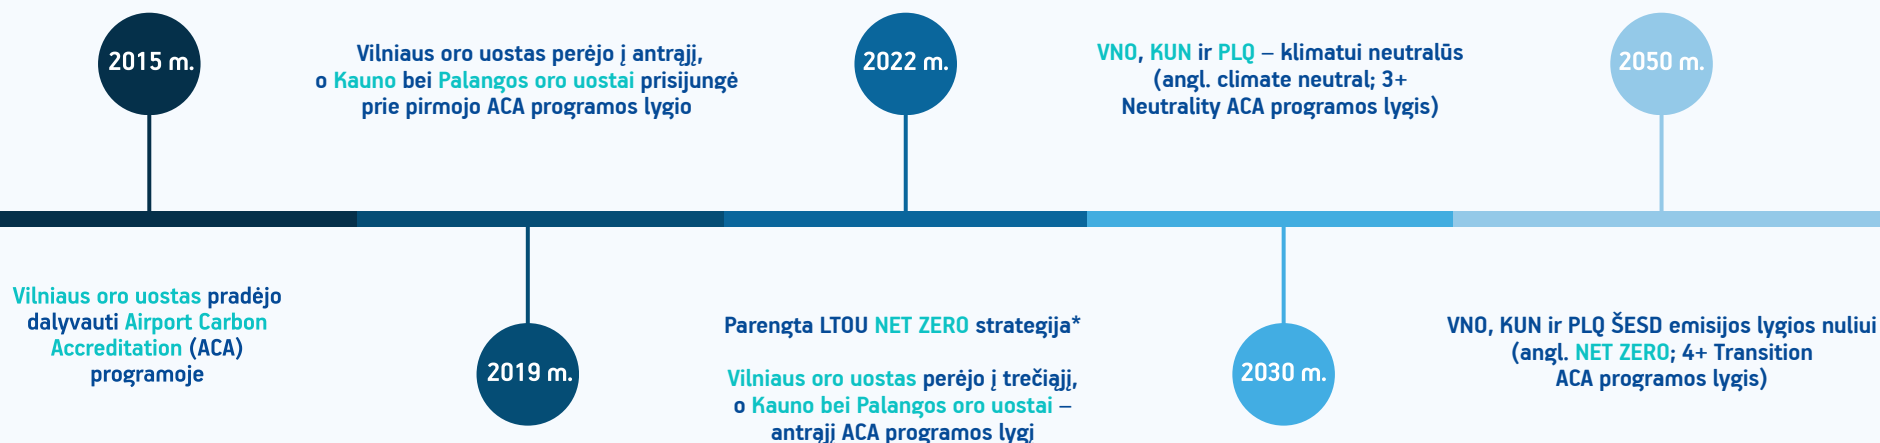 2015 m.
Vilniaus oro uostas pradėjo
dalyvauti Airport Carbon
Accreditation (ACA)
programoje
Vilniaus oro uostas perėjo į antrąjį,
o Kauno bei Palangos oro uostai prisijungė
prie pirmojo ACA programos lygio
2019 m.
2022 m.
Parengta LTOU NET ZERO strategija*
Vilniaus oro uostas perėjo į trečiąjį,
o Kauno bei Palangos oro uostai –
antrąjį ACA programos lygį
VNO, KUN ir PLQ – klimatui neutralūs
(angl. climate neutral; 3+
Neutrality ACA programos lygis)
2030 m.
2050 m.
VNO, KUN ir PLQ ŠESD emisijos lygios nuliui
(angl. NET ZERO; 4+ Transition
ACA programos lygis)